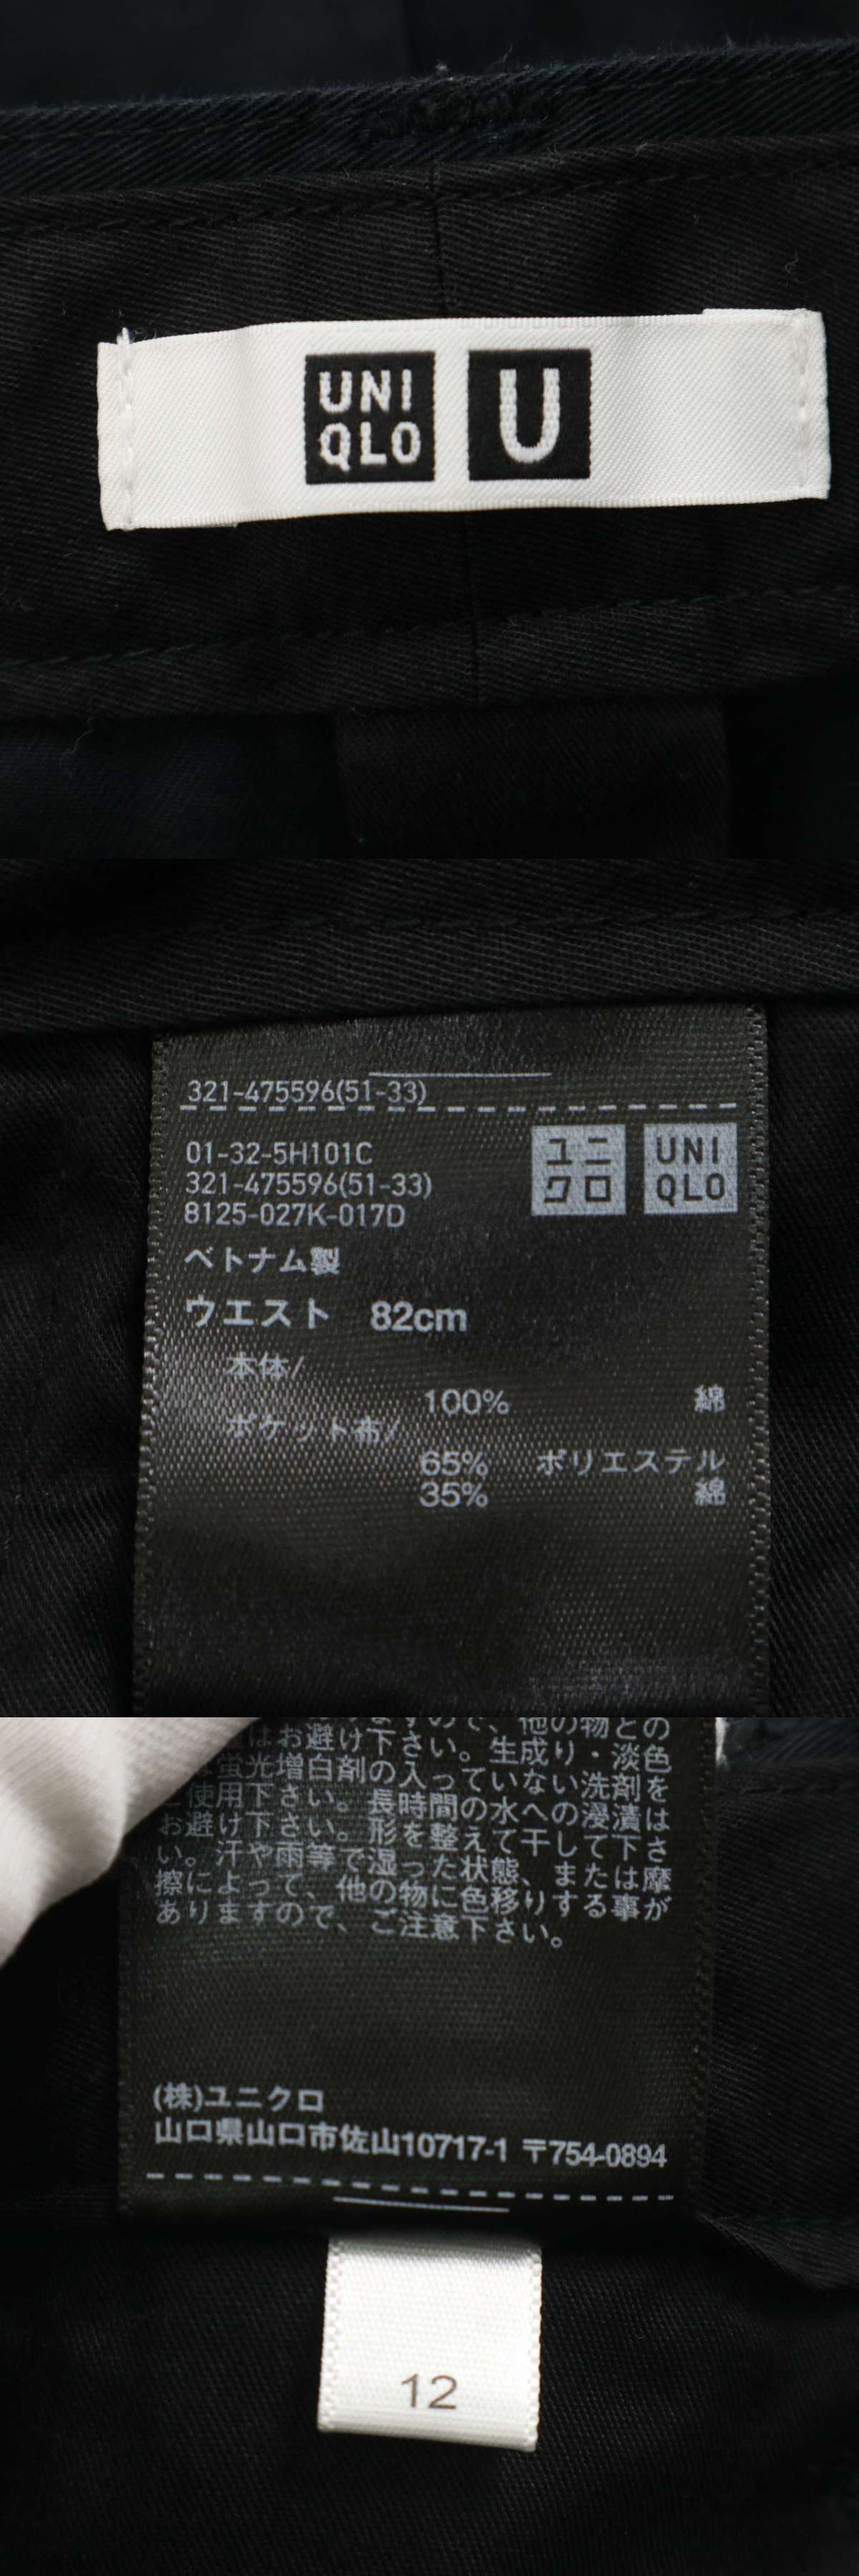 UNI
QLO
U
321-475596(51-33)
01-32-5H101C
321-475596(51-33)
8125-027K-017D
ユニ
クロ
UNI
QLO
ベトナム製
ウエスト 82cm
本体/
100% 綿
ポケット布/
65% ポリエステル
35% 綿
はお避け下さい。生成り・淡色
蛍光増白剤の入っていない洗剤を
使用下さい。長時間の水への浸漬は
お避け下さい。形を整えて干して下さ
い。汗や雨等で湿った状態、または摩
擦によって、他の物に色移りする事が
ありますので、ご注意下さい。
(株)ユニクロ
山口県山口市佐山10717-1 〒754-0894
12